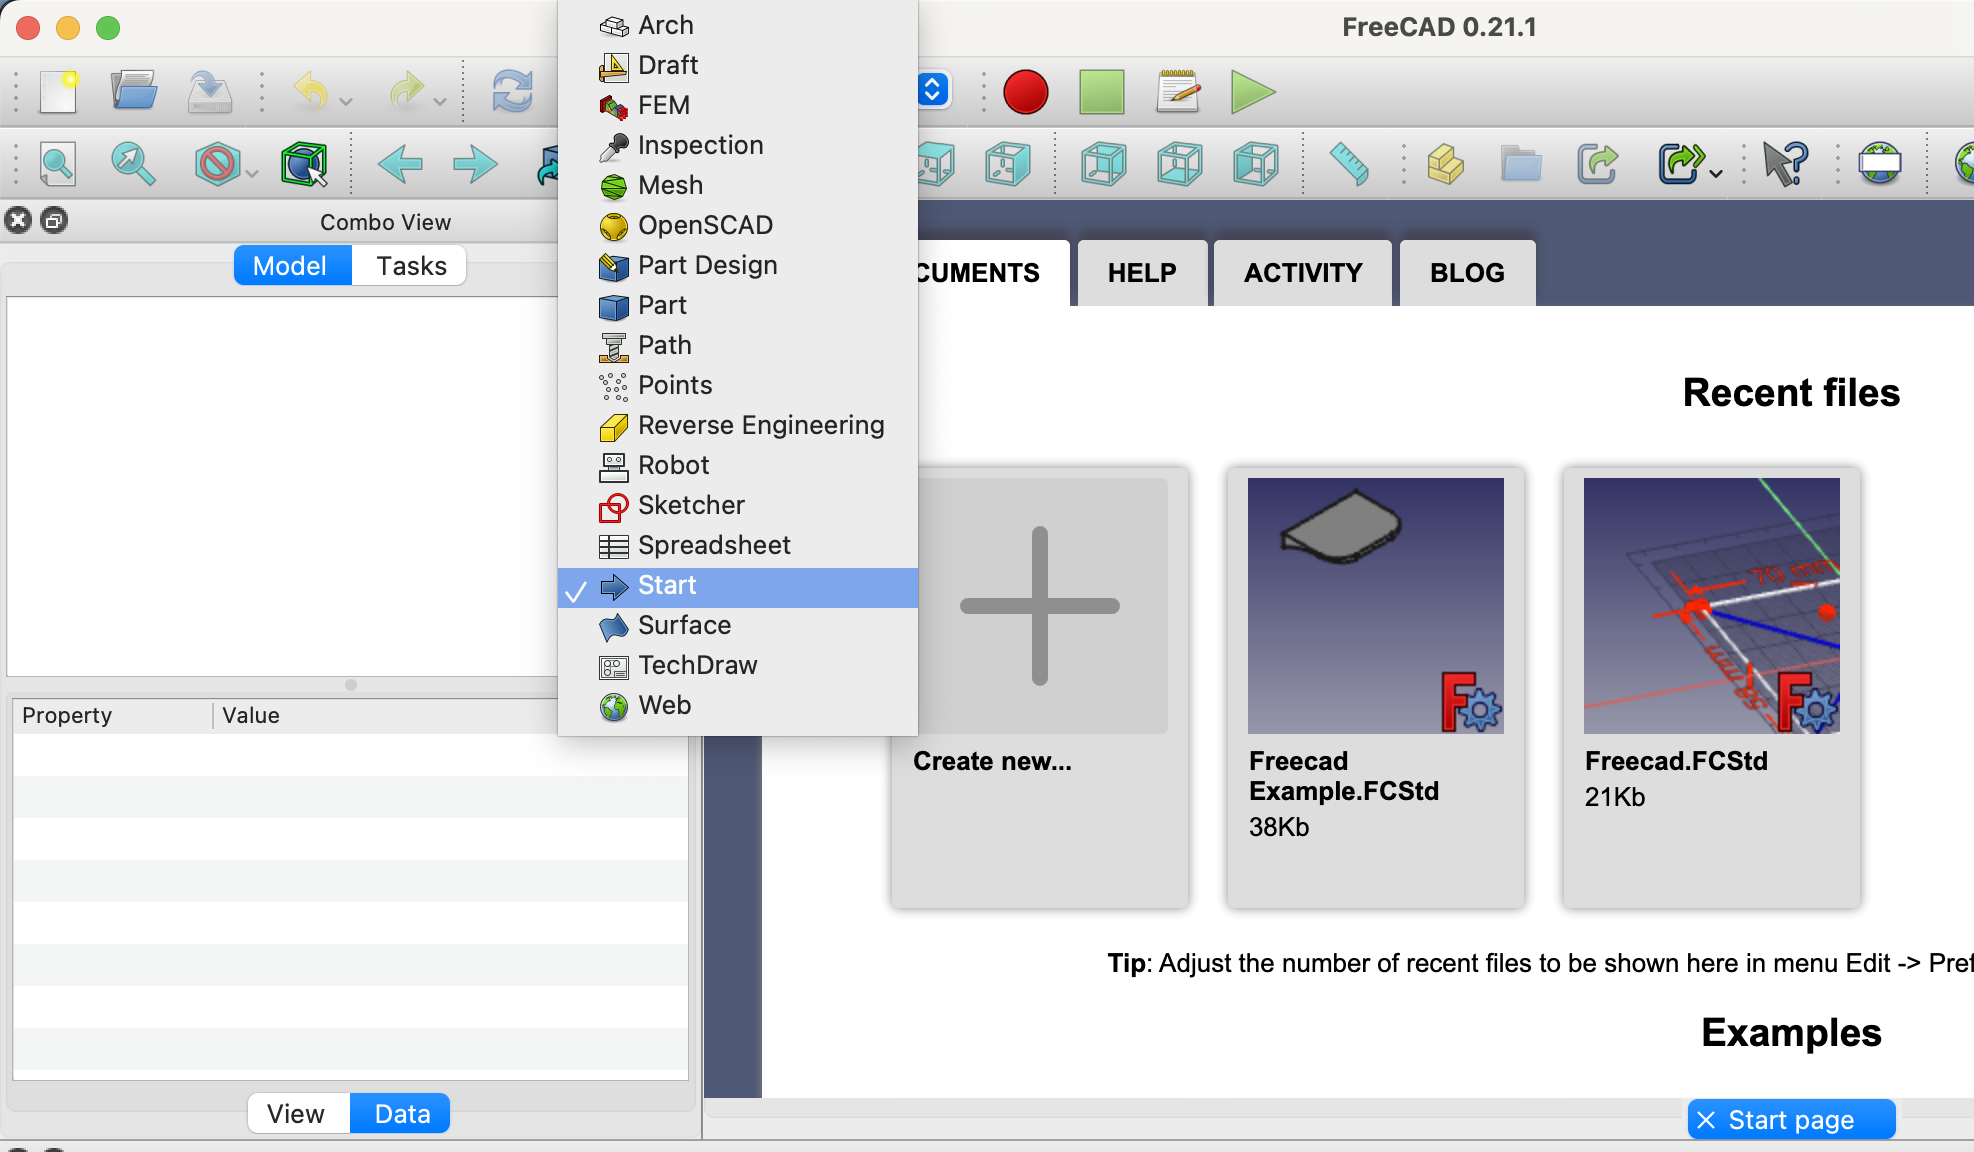 FreeCAD 0.21.1
Arch
Draft
FEM
Inspection
Mesh
OpenSCAD
Part Design
Part
Path
Points
Reverse Engineering
Robot
Sketcher
Spreadsheet
Start
Surface
TechDraw
Web
Combo View
Model Tasks
Property Value
View Data
CUMENTS HELP ACTIVITY BLOG
Recent files
70 mm
Create new...
Freecad
Example.FCStd
38Kb
Freecad.FCStd
21Kb
Tip: Adjust the number of recent files to be shown here in menu Edit -> Pref
Examples
Start page